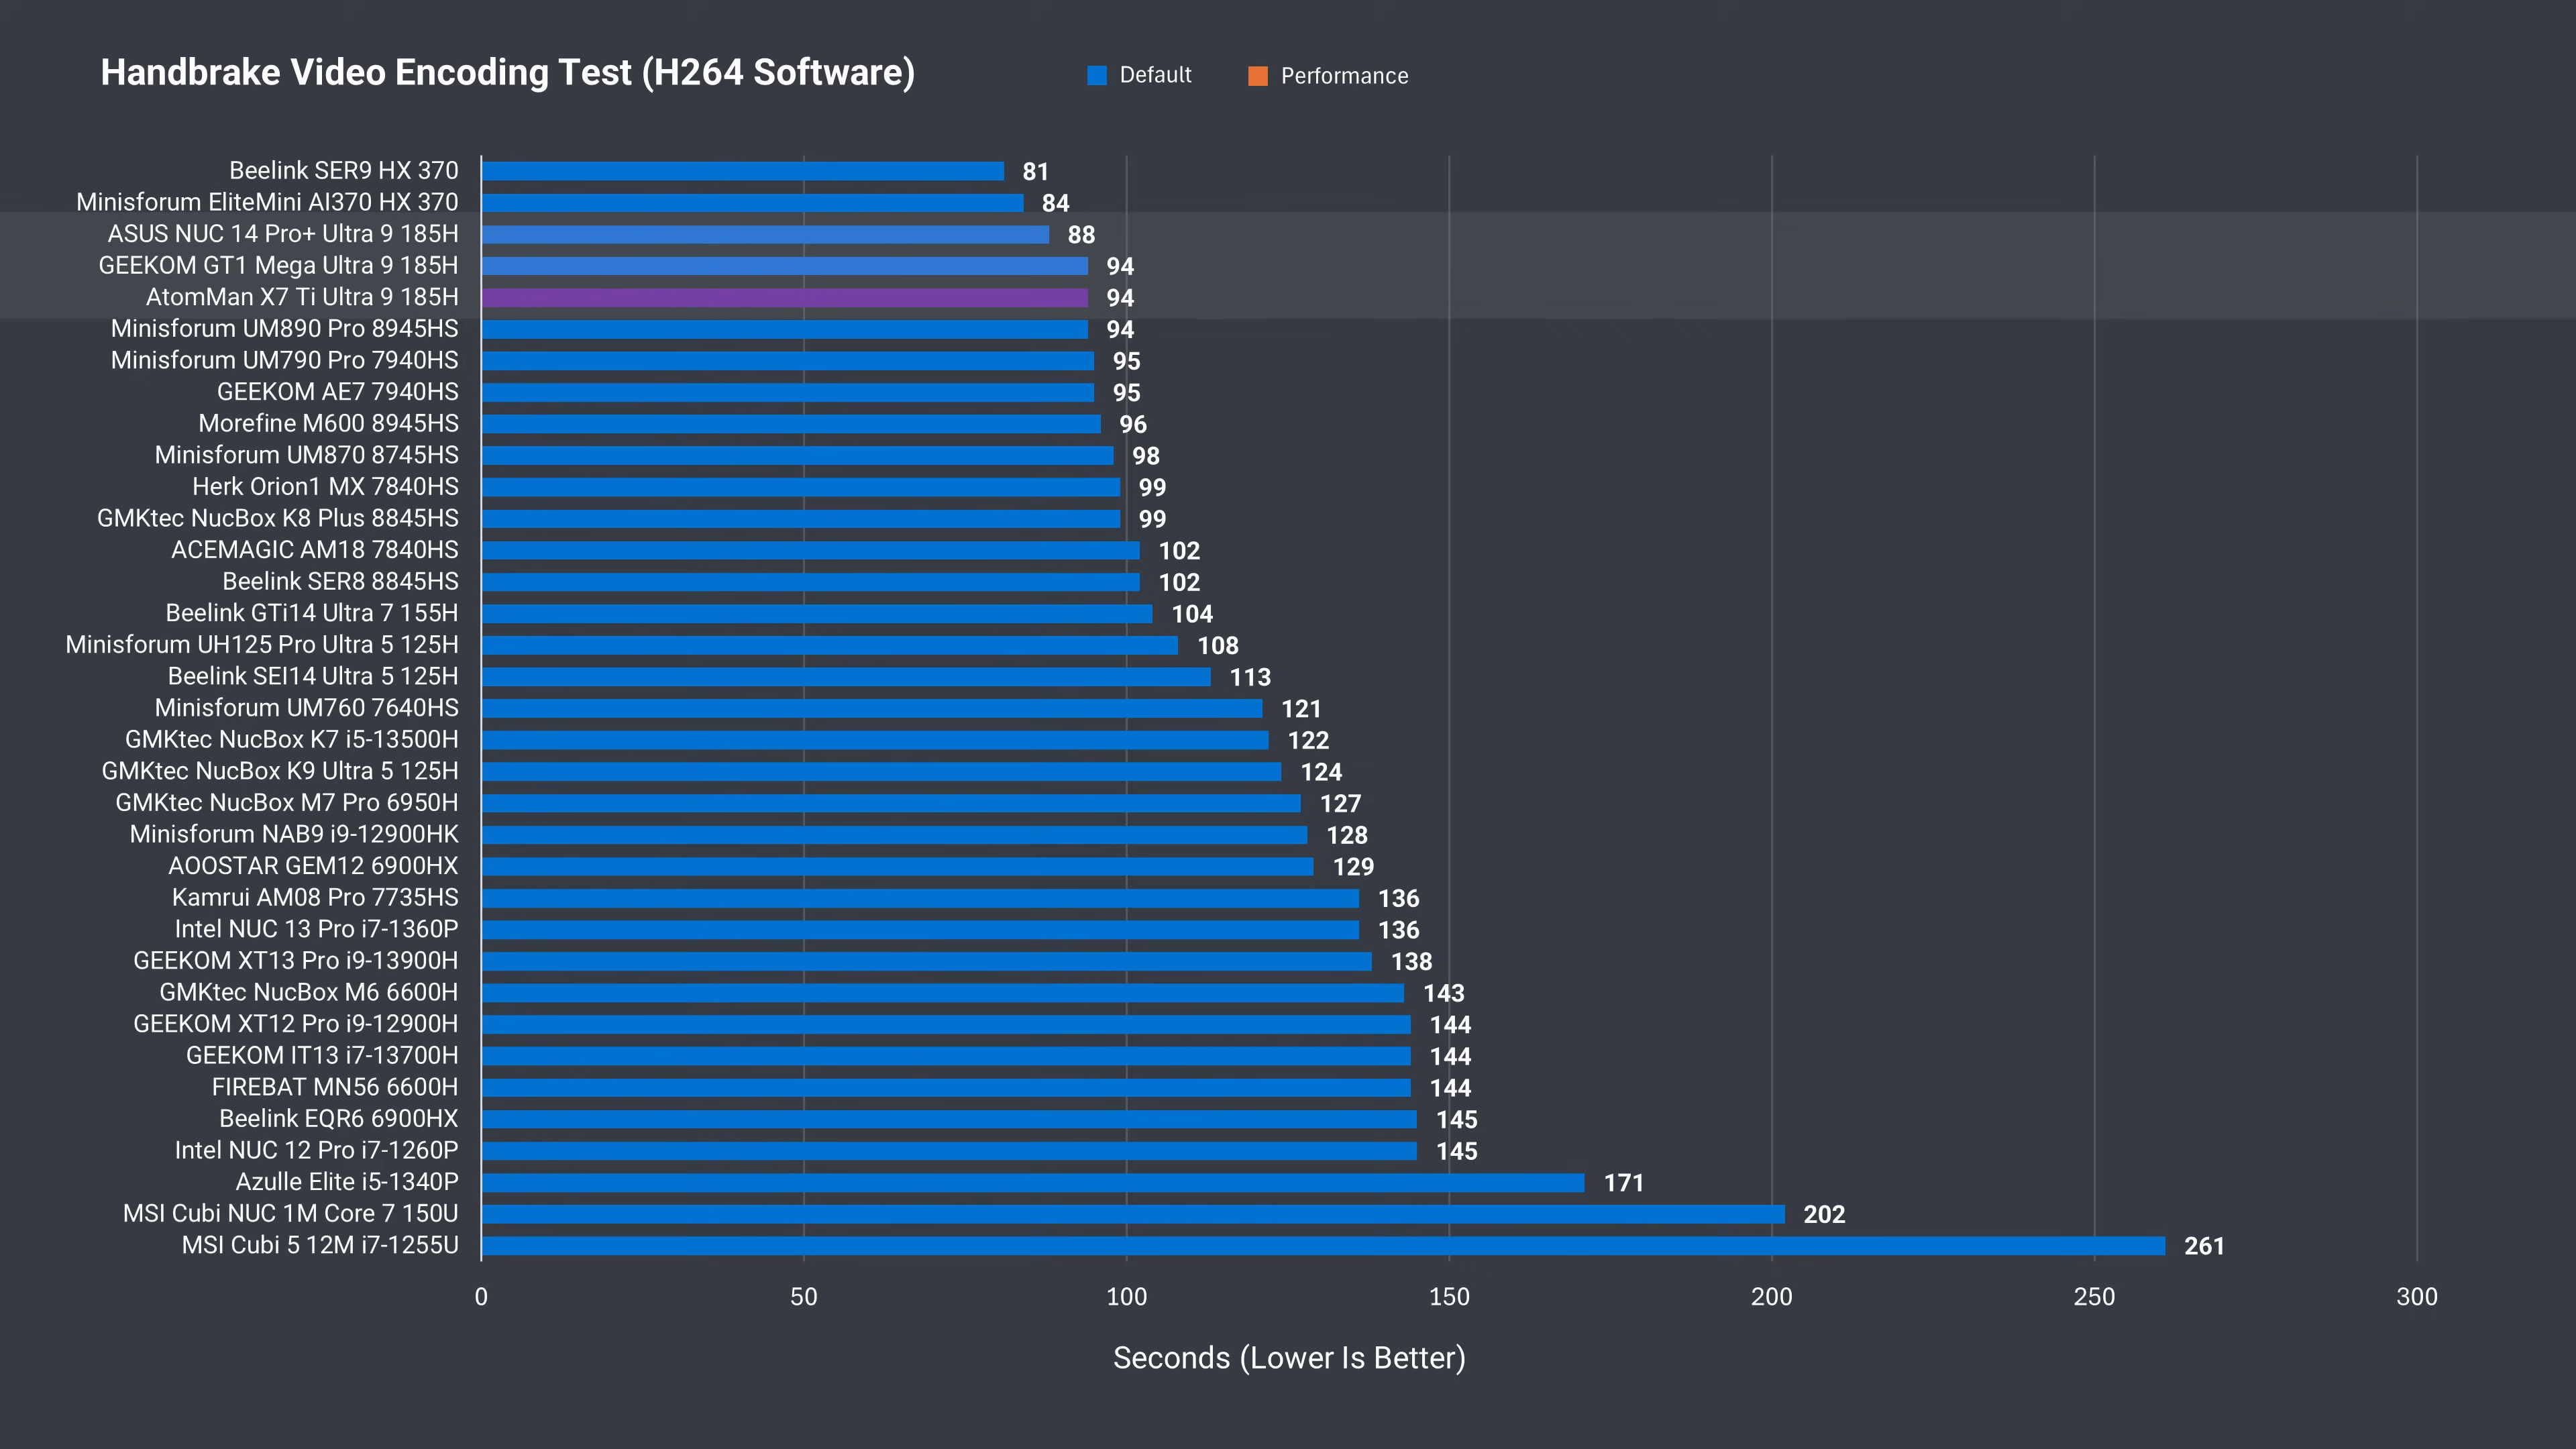 Handbrake Video Encoding Test (H264 Software)
Default
Performance
Beelink SER9 HX 370 81
Minisforum EliteMini AI370 HX 370 84
ASUS NUC 14 Pro+ Ultra 9 185H 88
GEEKOM GT1 Mega Ultra 9 185H 94
AtomMan X7 Ti Ultra 9 185H 94
Minisforum UM890 Pro 8945HS 94
Minisforum UM790 Pro 7940HS 95
GEEKOM AE7 7940HS 95
Morefine M600 8945HS 96
Minisforum UM870 8745HS 98
Herk Orion1 MX 7840HS 99
GMKtec NucBox K8 Plus 8845HS 99
ACEMAGIC AM18 7840HS 102
Beelink SER8 8845HS 102
Beelink GTi14 Ultra 7 155H 104
Minisforum UH125 Pro Ultra 5 125H 108
Beelink SEI14 Ultra 5 125H 113
Minisforum UM760 7640HS 121
GMKtec NucBox K7 i5-13500H 122
GMKtec NucBox K9 Ultra 5 125H 124
GMKtec NucBox M7 Pro 6950H 127
Minisforum NAB9 i9-12900HK 128
AOOSTAR GEM12 6900HX 129
Kamrui AM08 Pro 7735HS 136
Intel NUC 13 Pro i7-1360P 136
GEEKOM XT13 Pro i9-13900H 138
GMKtec NucBox M6 6600H 143
GEEKOM XT12 Pro i9-12900H 144
GEEKOM IT13 i7-13700H 144
FIREBAT MN56 6600H 144
Beelink EQR6 6900HX 145
Intel NUC 12 Pro i7-1260P 145
Azulle Elite i5-1340P 171
MSI Cubi NUC 1M Core 7 150U 202
MSI Cubi 5 12M i7-1255U 261
0 50 100 150 200 250 300
Seconds (Lower Is Better)